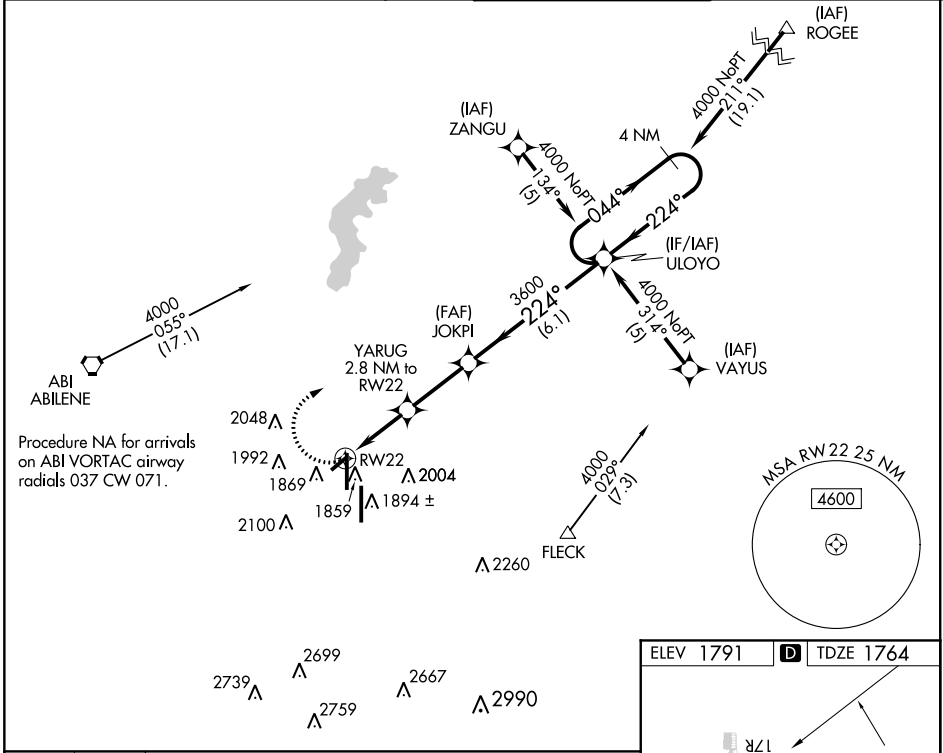 (IAF)
ROGEE
4000 NoPT
211°
(19.1)
(IAF)
ZANGU
4000 NoPT
134°
(5)
4 NM
044°
224°
(IF/IAF)
ULOYO
3600
224°
(6.1)
4000 NoPT
314°
(5)
(IAF)
VAYUS
(FAF)
JOKPI
4000
055°
(17.1)
ABI
ABILENE
YARUG
2.8 NM to
RW22
Procedure NA for arrivals
on ABI VORTAC airway
radials 037 CW 071.
2048
1992
RW22
1869
2004
1859
1894 ±
2100
4000
029°
(7.3)
FLECK
2260
MSA RW22 25 NM
4600
2699
2739
2667
2759
2990
ELEV 1791 D TDZE 1764
17R